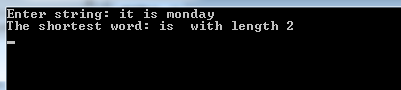 Enter string: it is monday
The shortest word: is  with length 2